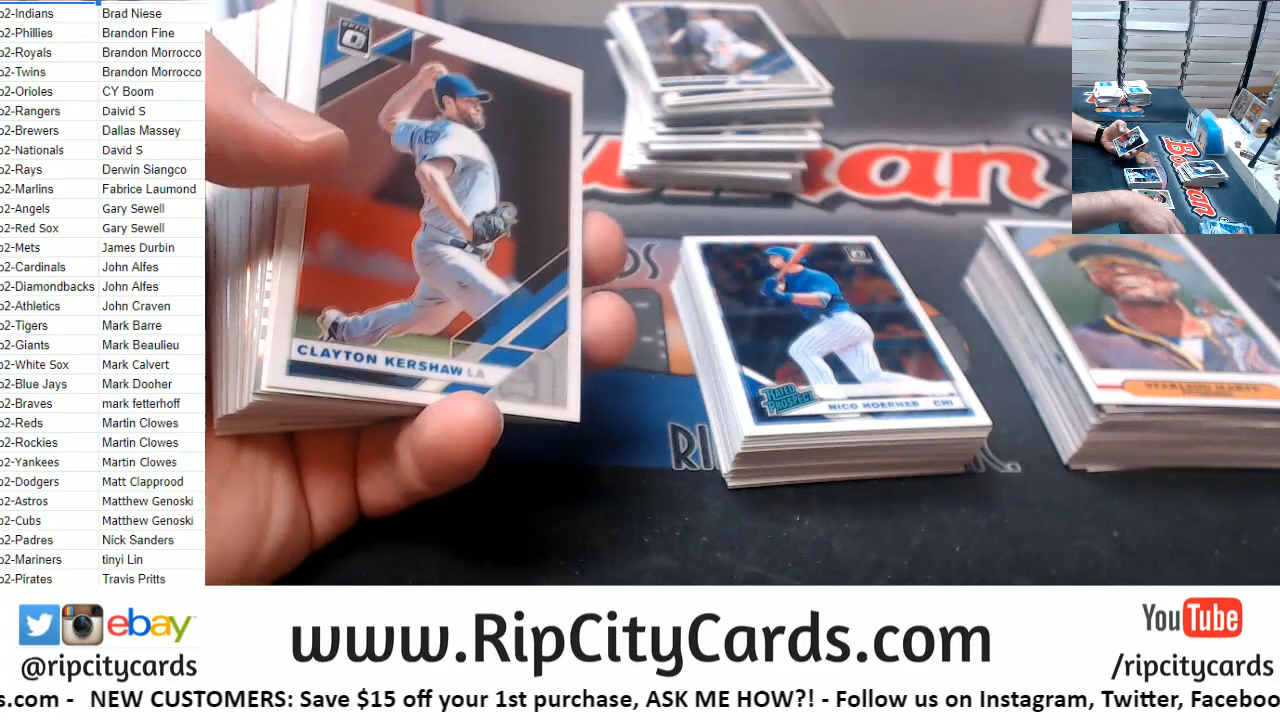 o2-Indians Brad Niese
o2-Phillies Brandon Fine
o2-Royals Brandon Morrocco
o2-Twins Brandon Morrocco
o2-Orioles CY Boom
o2-Rangers Daivid S
o2-Brewers Dallas Massey
o2-Nationals David S
o2-Rays Derwin Siangco
o2-Marlins Fabrice Laumond
o2-Angels Gary Sewell
o2-Red Sox Gary Sewell
o2-Mets James Durbin
o2-Cardinals John Alfes
o2-Diamondbacks John Alfes
o2-Athletics John Craven
o2-Tigers Mark Barre
o2-Giants Mark Beaulieu
o2-White Sox Mark Calvert
o2-Blue Jays Mark Dooher
o2-Braves mark fetterhoff
o2-Reds Martin Clowes
o2-Rockies Martin Clowes
o2-Yankees Martin Clowes
o2-Dodgers Matt Clapprood
o2-Astros Matthew Genoski
o2-Cubs Matthew Genoski
o2-Padres Nick Sanders
o2-Mariners tinyi Lin
o2-Pirates Travis Pritts
OPTIC
CLAYTON KERSHAW LA
an
DS
RI
RATED PROSPECT
NICO HOERNER CHI
ebay
@ripcitycards
www.RipCityCards.com
YouTube
/ripcitycards
s.com - NEW CUSTOMERS: Save $15 off your 1st purchase, ASK ME HOW?! - Follow us on Instagram, Twitter, Facebo